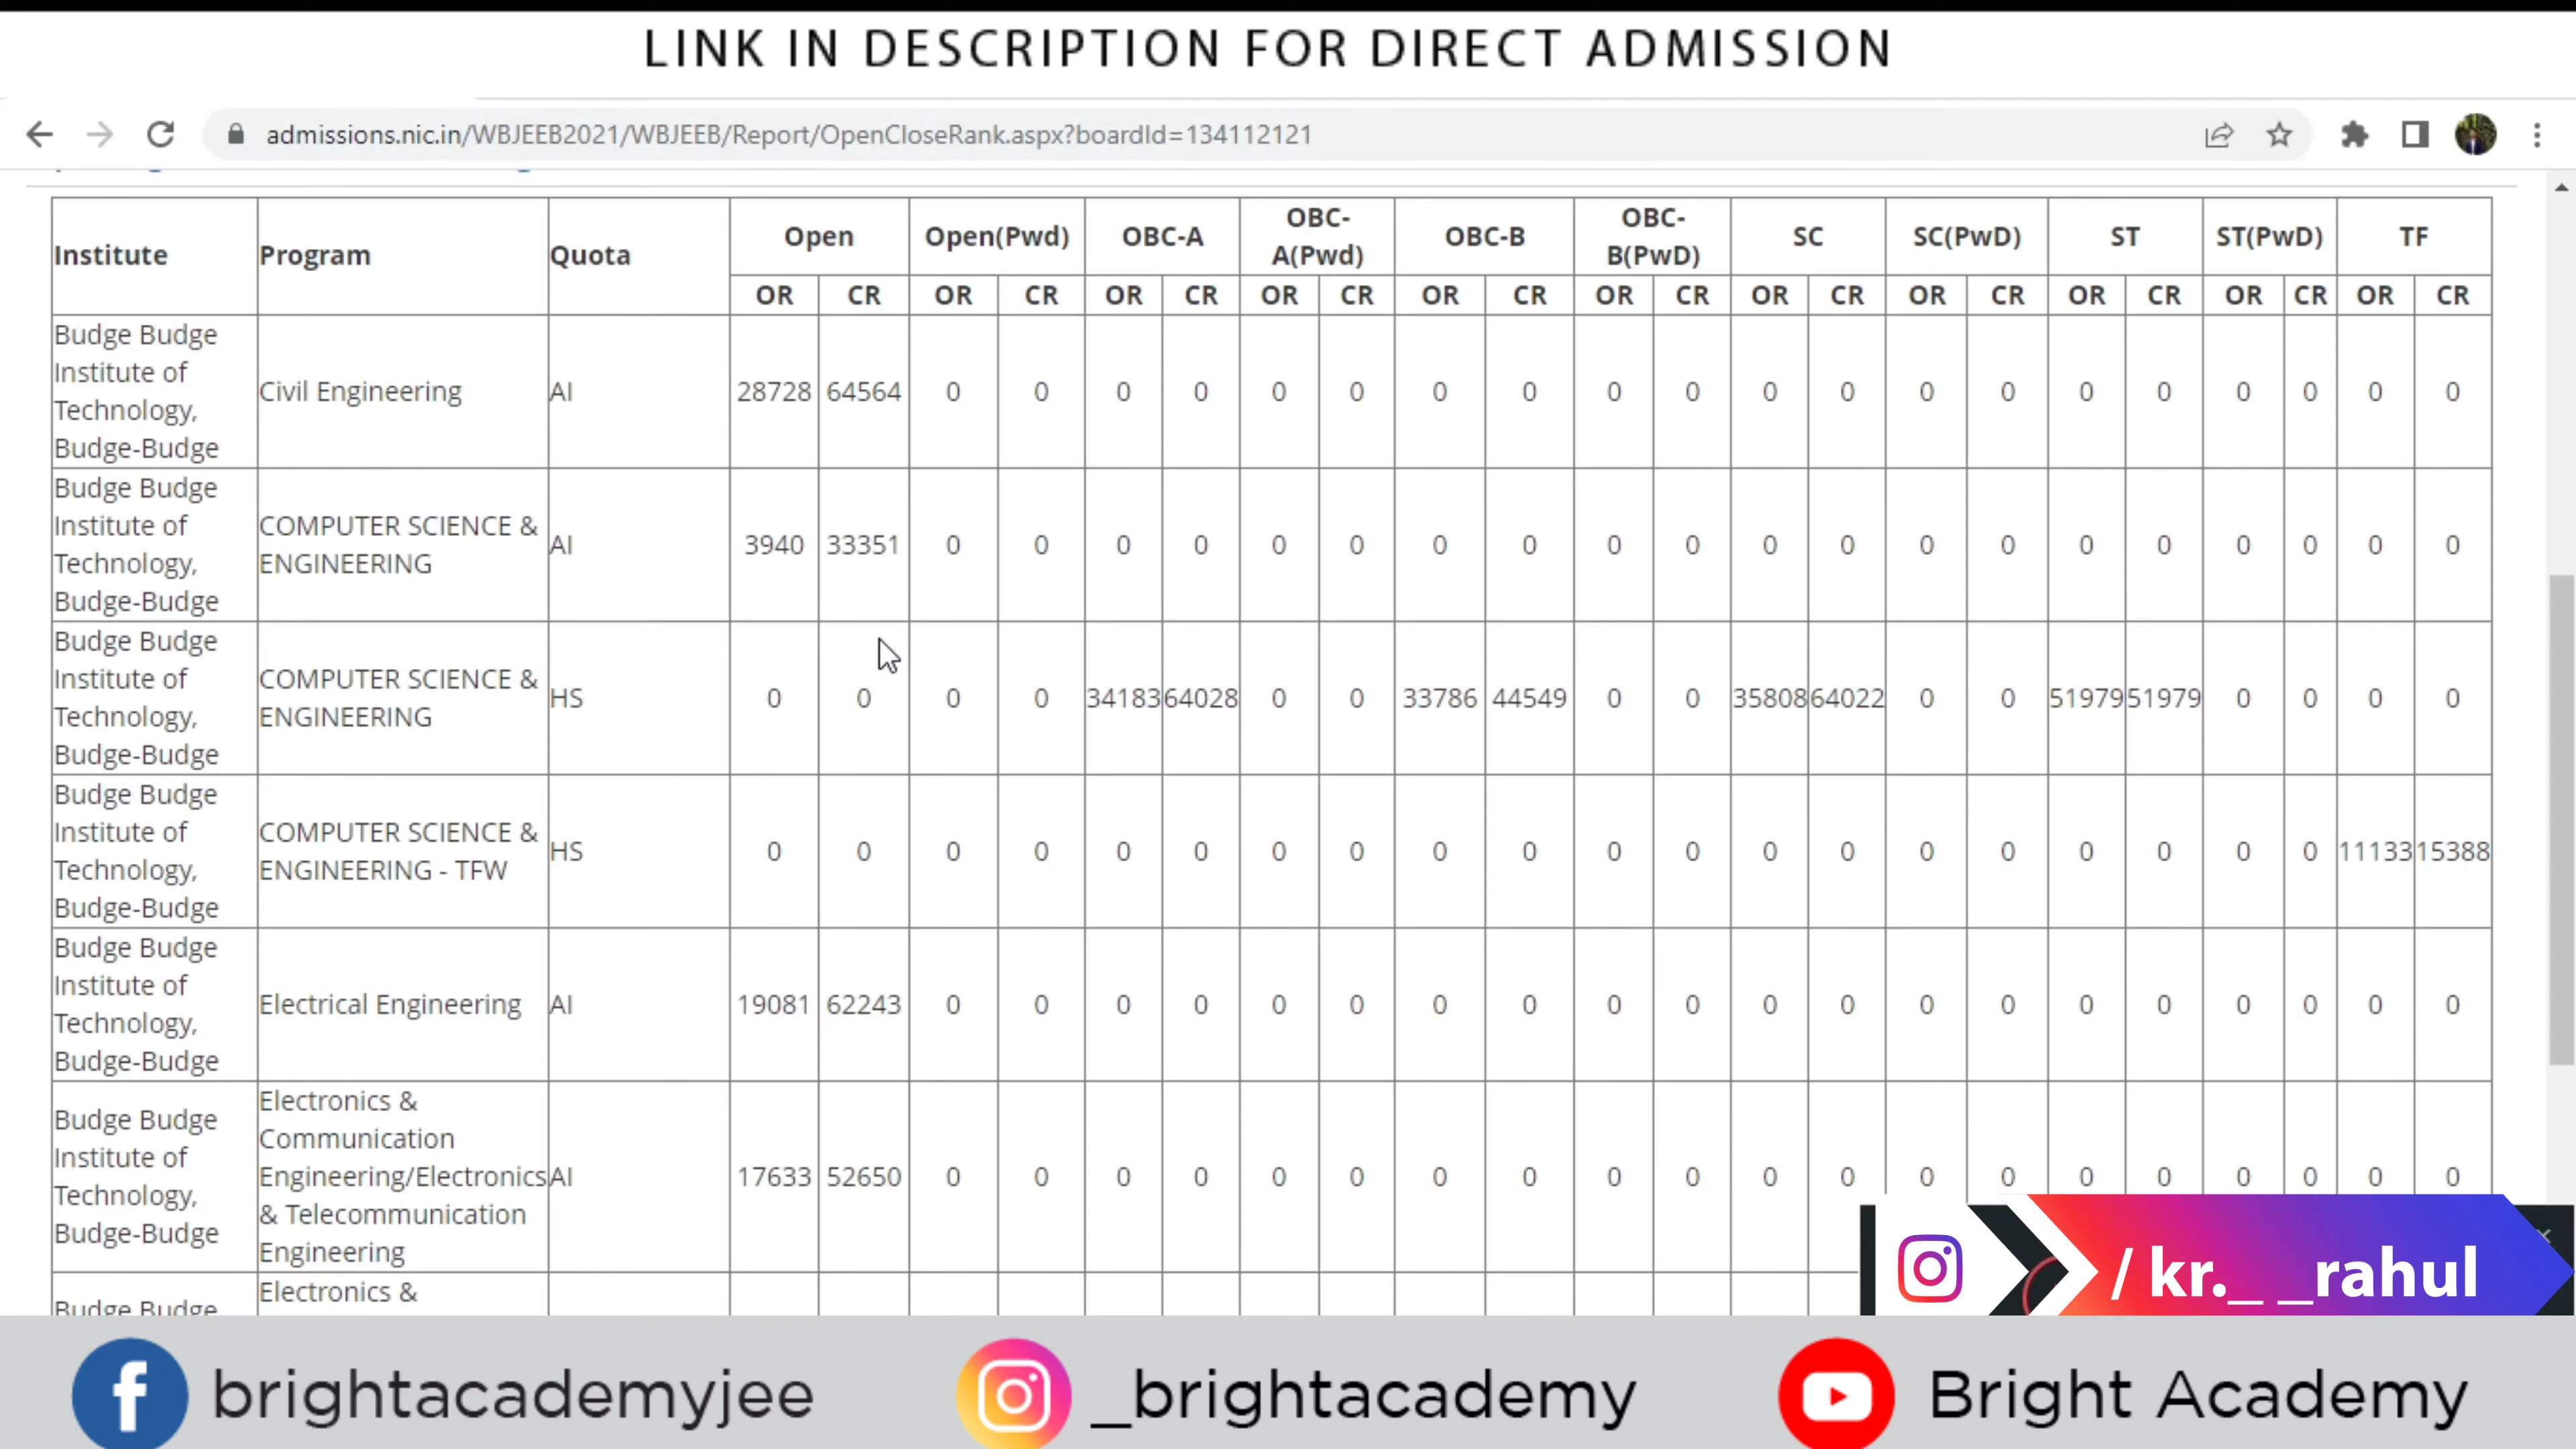 LINK IN DESCRIPTION FOR DIRECT ADMISSION
admissions.nic.in/WBJEEB2021/WBJEEB/Report/OpenCloseRank.aspx?boardId=134112121
Institute Program Quota Open Open(Pwd) OBC-A OBC-A(Pwd) OBC-B OBC-B(PwD) SC SC(PwD) ST ST(PwD) TF
OR CR OR CR OR CR OR CR OR CR OR CR OR CR OR CR OR CR OR CR OR CR
Budge Budge
Institute of
Technology,
Budge-Budge
Civil Engineering
AI 28728 64564 0 0 0 0 0 0 0 0 0 0 0 0 0 0 0 0 0 0 0 0
Budge Budge
Institute of
Technology,
Budge-Budge
COMPUTER SCIENCE &
ENGINEERING
AI 3940 33351 0 0 0 0 0 0 0 0 0 0 0 0 0 0 0 0 0 0 0 0
Budge Budge
Institute of
Technology,
Budge-Budge
COMPUTER SCIENCE &
ENGINEERING
HS 0 0 0 0 34183 64028 0 0 33786 44549 0 0 35808 64022 0 0 51979 51979 0 0 0 0
Budge Budge
Institute of
Technology,
Budge-Budge
COMPUTER SCIENCE &
ENGINEERING - TFW
HS 0 0 0 0 0 0 0 0 0 0 0 0 0 0 0 0 0 0 0 0 11133 15388
Budge Budge
Institute of
Technology,
Budge-Budge
Electrical Engineering
AI 19081 62243 0 0 0 0 0 0 0 0 0 0 0 0 0 0 0 0 0 0 0 0
Budge Budge
Institute of
Technology,
Budge-Budge
Electronics &
Communication
Engineering/Electronics
& Telecommunication
Engineering
AI 17633 52650 0 0 0 0 0 0 0 0 0 0 0 0 0 0 0 0 0 0 0 0
Budge Budge
Electronics &
/ kr._ _rahul
brightacademyjee
_brightacademy
Bright Academy